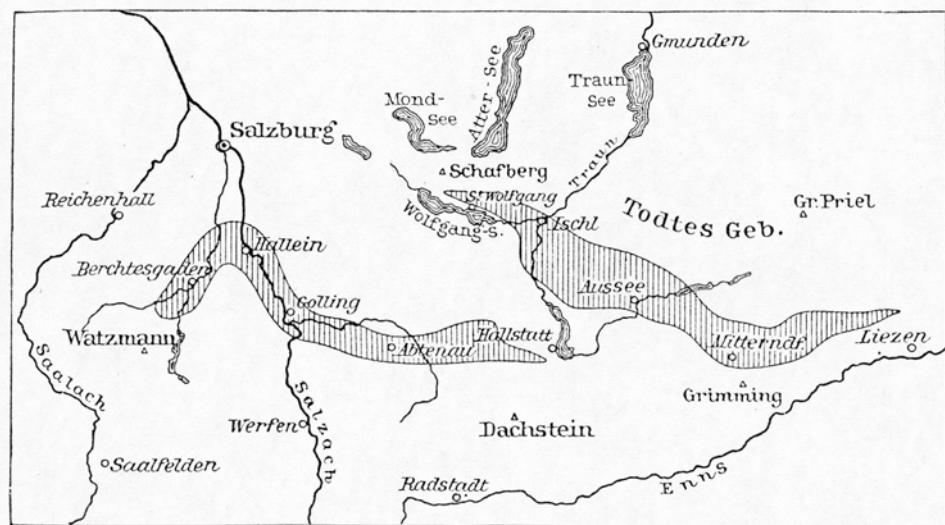 Gmunden
Atter-See
Traun
See
Mond-
See
Salzburg
Schafberg
Traun
St Wolfgang
Reichenhall
Wolfgang-s.
Ischl
Todtes Geb.
Gr. Priel
Hallein
Berchtesgaden
Aussee
Golling
Watzmann
Abtenau
Hallstatt
Mitterndf.
Liezen
Saalach
Grimming
Salzach
Werfen
Dachstein
Saalfelden
Radstadt
Enns